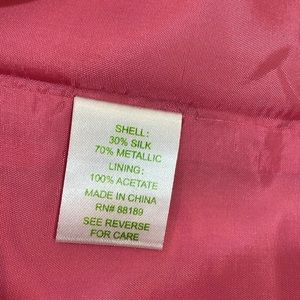 SHELL:
30% SILK
70% METALLIC
LINING:
100% ACETATE
MADE IN CHINA
RN# 88189
SEE REVERSE
FOR CARE